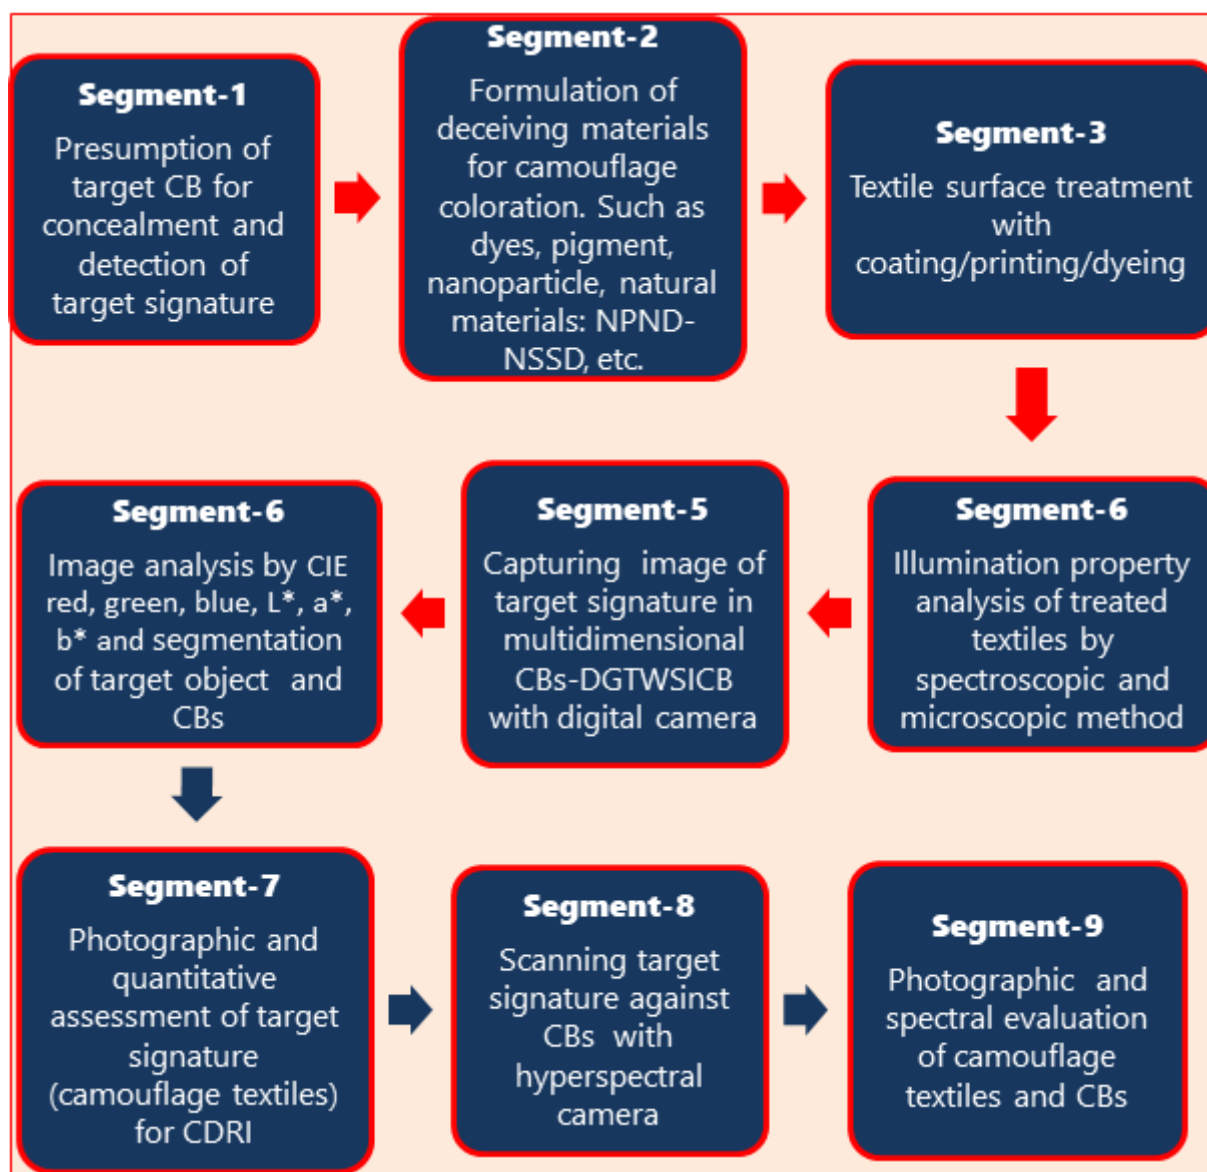 Segment-1
Presumption of
target CB for
concealment and
detection of
target signature
Segment-2
Formulation of
deceiving materials
for camouflage
coloration. Such as
dyes, pigment,
nanoparticle, natural
materials: NPND-
NSSD, etc.
Segment-3
Textile surface treatment
with
coating/printing/dyeing
Segment-6
Illumination property
analysis of treated
textiles by
spectroscopic and
microscopic method
Segment-5
Capturing image of
target signature in
multidimensional
CBs-DGTWSICB
with digital camera
Segment-6
Image analysis by CIE
red, green, blue, L*, a*,
b* and segmentation
of target object and
CBs
Segment-7
Photographic and
quantitative
assessment of target
signature
(camouflage textiles)
for CDRI
Segment-8
Scanning target
signature against
CBs with
hyperspectral
camera
Segment-9
Photographic and
spectral evaluation
of camouflage
textiles and CBs